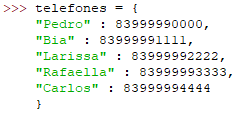 >>> telefones = {
"Pedro" : 83999990000,
"Bia" : 83999991111,
"Larissa" : 83999992222,
"Rafaella" : 83999993333,
"Carlos" : 83999994444
}